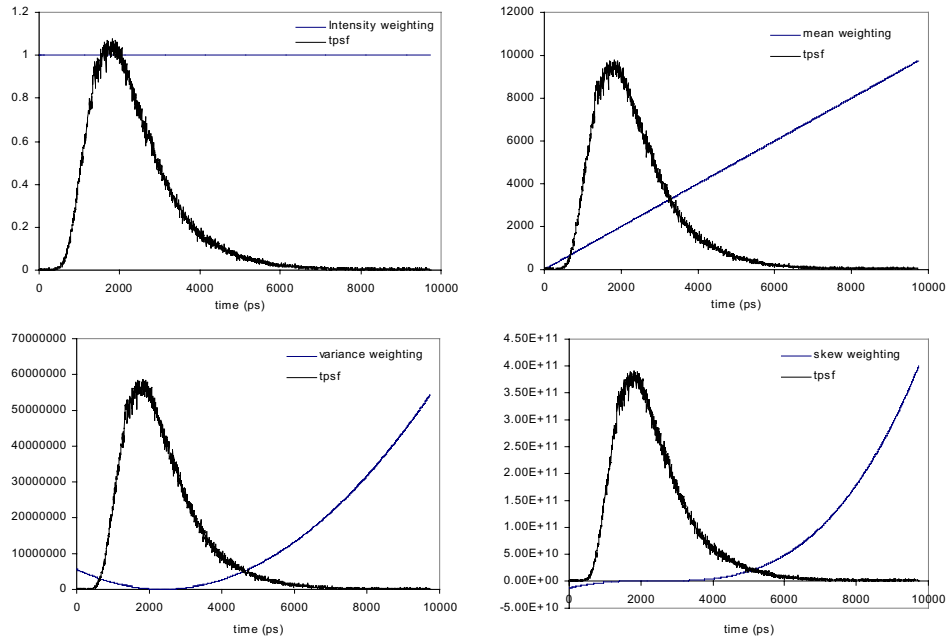 1.2
1
0.8
0.6
0.4
0.2
0
0 2000 4000 6000 8000 10000
time (ps)
Intensity weighting
tpsf
12000
10000
8000
6000
4000
2000
0
0 2000 4000 6000 8000 10000
time (ps)
mean weighting
tpsf
70000000
60000000
50000000
40000000
30000000
20000000
10000000
0
0 2000 4000 6000 8000 10000
time (ps)
variance weighting
tpsf
4.50E+11
4.00E+11
3.50E+11
3.00E+11
2.50E+11
2.00E+11
1.50E+11
1.00E+11
5.00E+10
0.00E+00
-5.00E+10
0 2000 4000 6000 8000 10000
time (ps)
skew weighting
tpsf